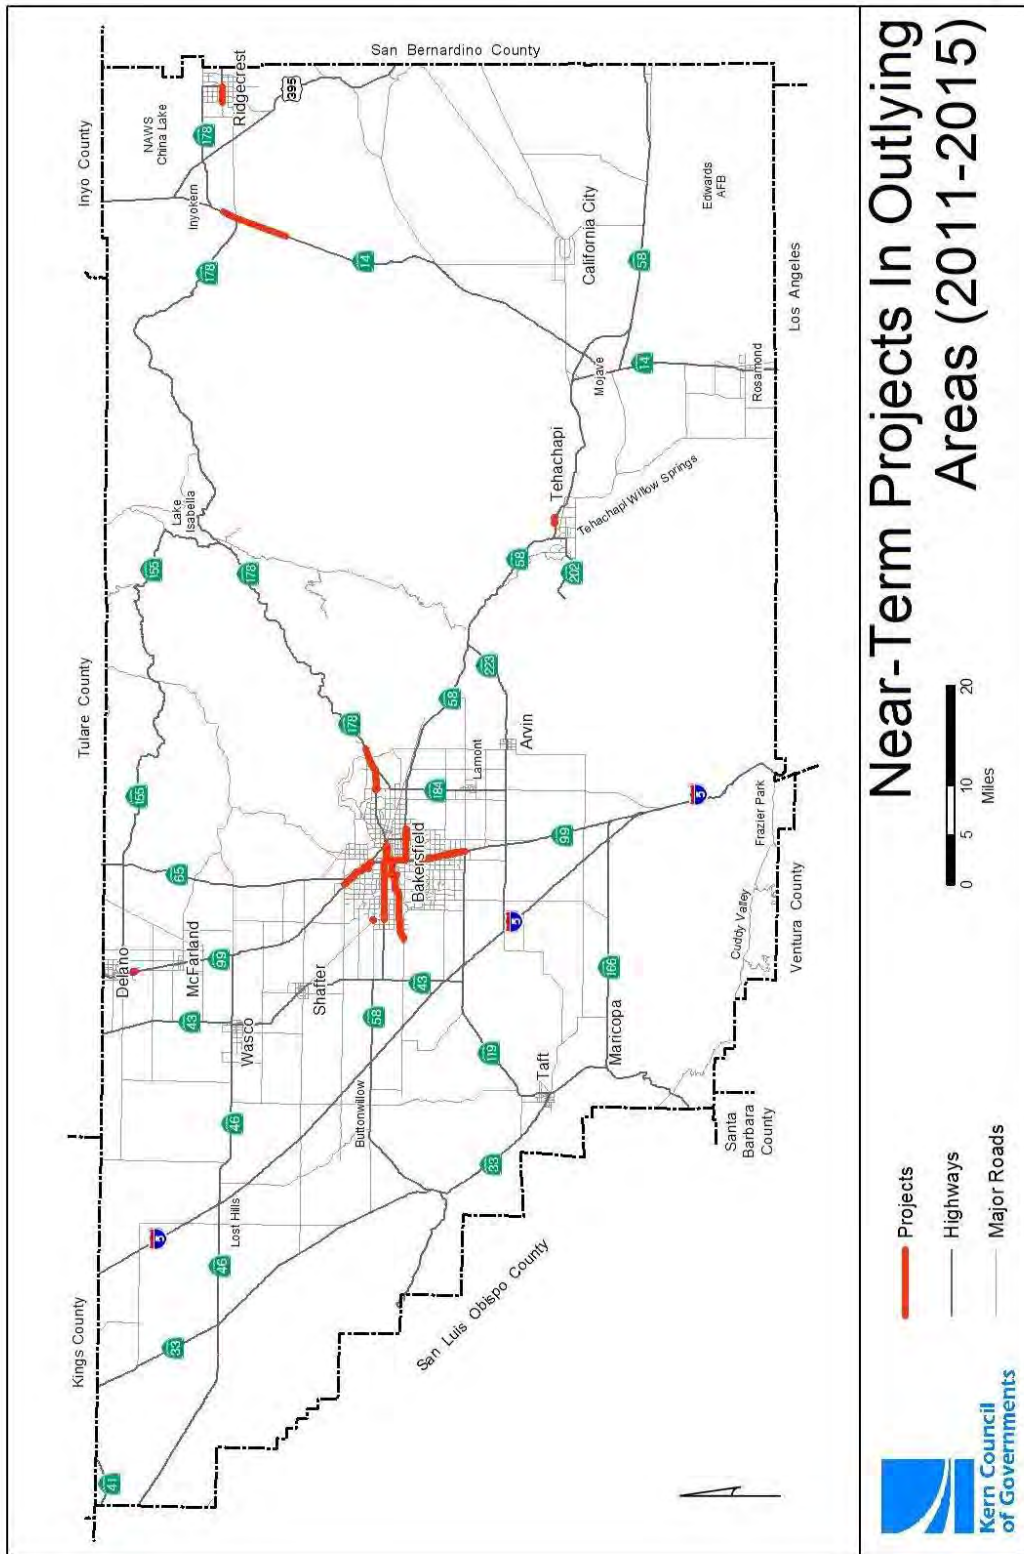 Kings County
Tulare County
Inyo County
41
33
5
46
Lost Hills
46
43
Wasco
Delano
McFarland
99
65
155
155
Lake
Isabella
178
178
Inyokern
NAWS
China Lake
178
Ridgecrest
395
San Bernardino County
14
Shafter
58
Buttonwillow
43
Bakersfield
178
184
Lamont
58
223
Arvin
58
202
Tehachapi
Tehachapi Willow Springs
Mojave
California City
58
Edwards
AFB
14
Rosamond
Los Angeles
33
119
Taft
Maricopa
166
5
99
5
Frazier Park
Cuddy Valley
Ventura County
Santa
Barbara
County
San Luis Obispo County
Kern Council
of Governments
Projects
Highways
Major Roads
0 5 10 20
Miles
Near-Term Projects In Outlying
Areas (2011-2015)